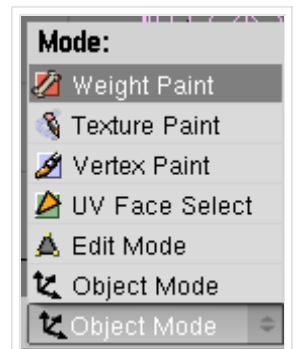 Mode:
Weight Paint
Texture Paint
Vertex Paint
UV Face Select
Edit Mode
Object Mode
Object Mode